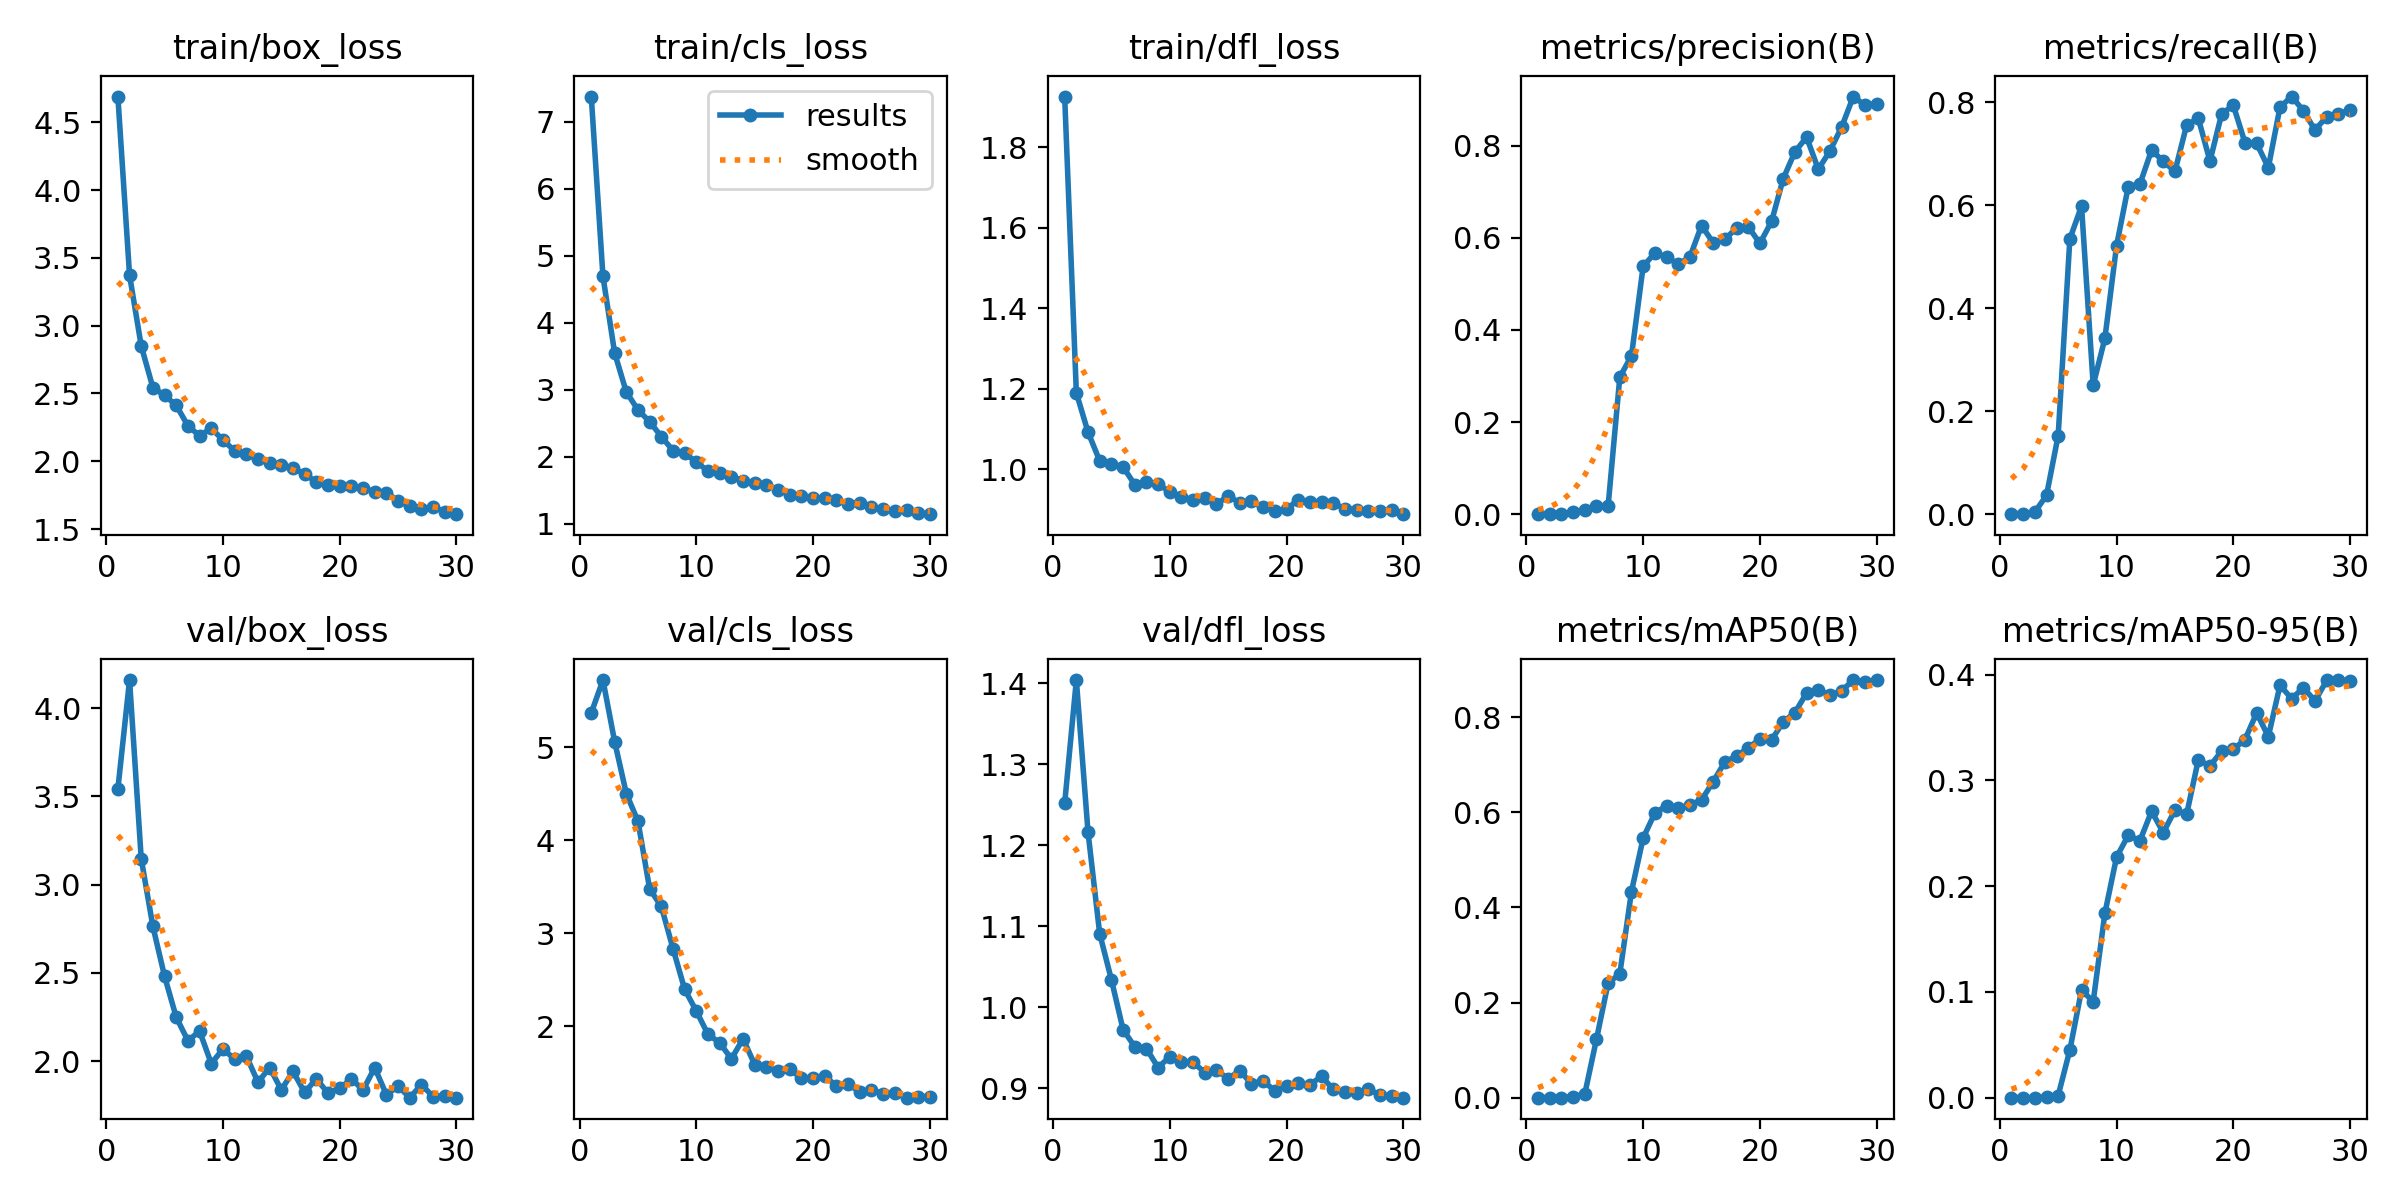 train/box_loss
4.5
4.0
3.5
3.0
2.5
2.0
1.5
0 10 20 30
train/cls_loss
results
smooth
7
6
5
4
3
2
1
0 10 20 30
train/dfl_loss
1.8
1.6
1.4
1.2
1.0
0 10 20 30
metrics/precision(B)
0.8
0.6
0.4
0.2
0.0
0 10 20 30
metrics/recall(B)
0.8
0.6
0.4
0.2
0.0
0 10 20 30
val/box_loss
4.0
3.5
3.0
2.5
2.0
0 10 20 30
val/cls_loss
5
4
3
2
0 10 20 30
val/dfl_loss
1.4
1.3
1.2
1.1
1.0
0.9
0 10 20 30
metrics/mAP50(B)
0.8
0.6
0.4
0.2
0.0
0 10 20 30
metrics/mAP50-95(B)
0.4
0.3
0.2
0.1
0.0
0 10 20 30